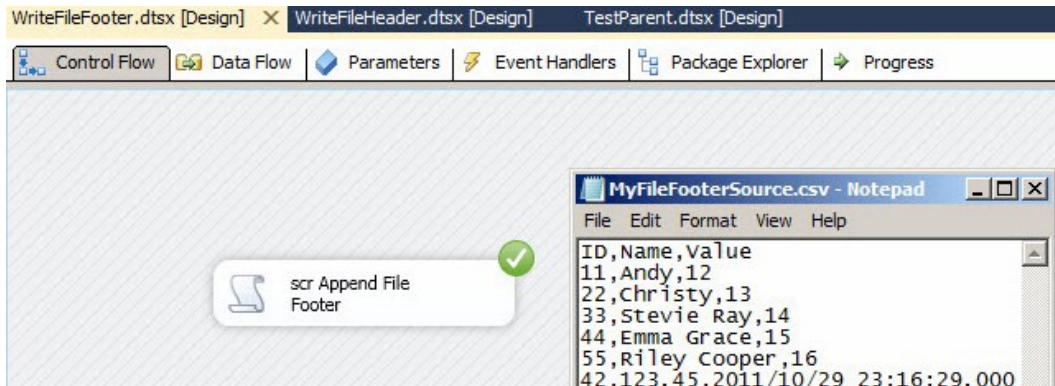 WriteFileFooter.dtsx [Design] WriteFileHeader.dtsx [Design] TestParent.dtsx [Design]
Control Flow Data Flow Parameters Event Handlers Package Explorer Progress
scr Append File
Footer
MyFileFooterSource.csv - Notepad
File Edit Format View Help
ID,Name,Value
11,Andy,12
22,Christy,13
33,Stevie Ray,14
44,Emma Grace,15
55,Riley Cooper,16
42,123.45,2011/10/29 23:16:29.000